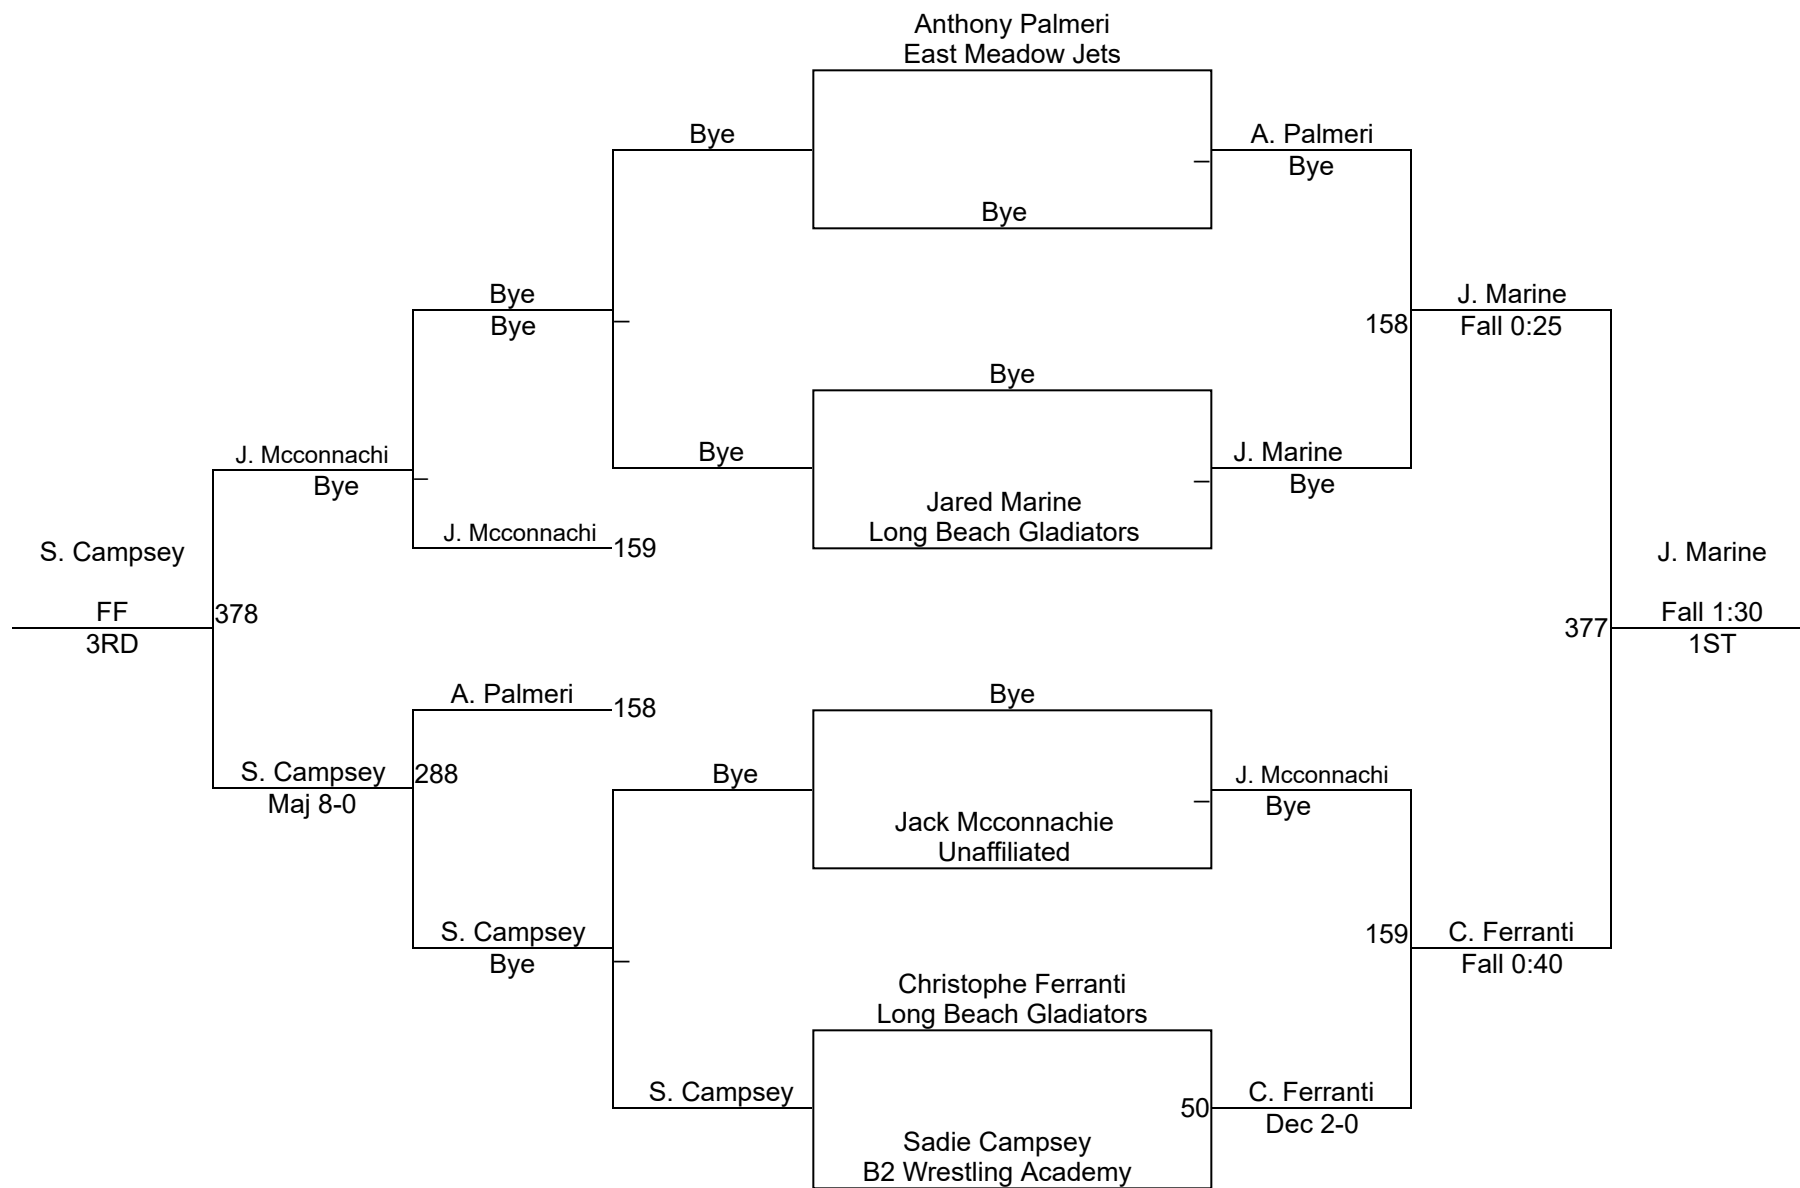 Anthony Palmeri
East Meadow Jets
Bye
A. Palmeri
Bye
Bye
Bye
Bye
158
J. Marine
Fall 0:25
Bye
J. Mcconnachi
Bye
Bye
J. Marine
Bye
Jared Marine
Long Beach Gladiators
J. Mcconnachi
159
S. Campsey
FF
3RD
378
J. Marine
377
Fall 1:30
1ST
A. Palmeri
158
Bye
S. Campsey
Maj 8-0
288
Bye
J. Mcconnachi
Bye
Jack Mcconnachie
Unaffiliated
S. Campsey
Bye
159
C. Ferranti
Fall 0:40
Christophe Ferranti
Long Beach Gladiators
S. Campsey
50
C. Ferranti
Dec 2-0
Sadie Campsey
B2 Wrestling Academy